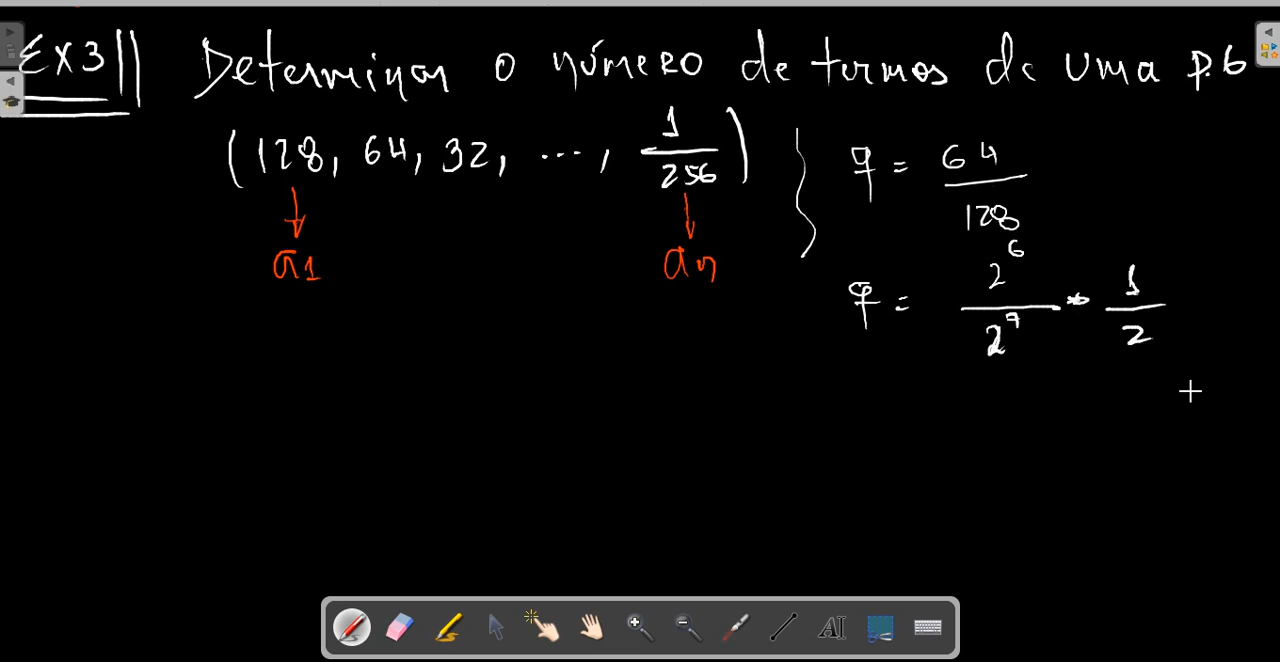 Ex3|| Determinar o número de termos de uma P.G
(128, 64, 32, ..., 1/256)
a1 an
q = 64/128
q = 2^6/2^7 = 1/2
AI